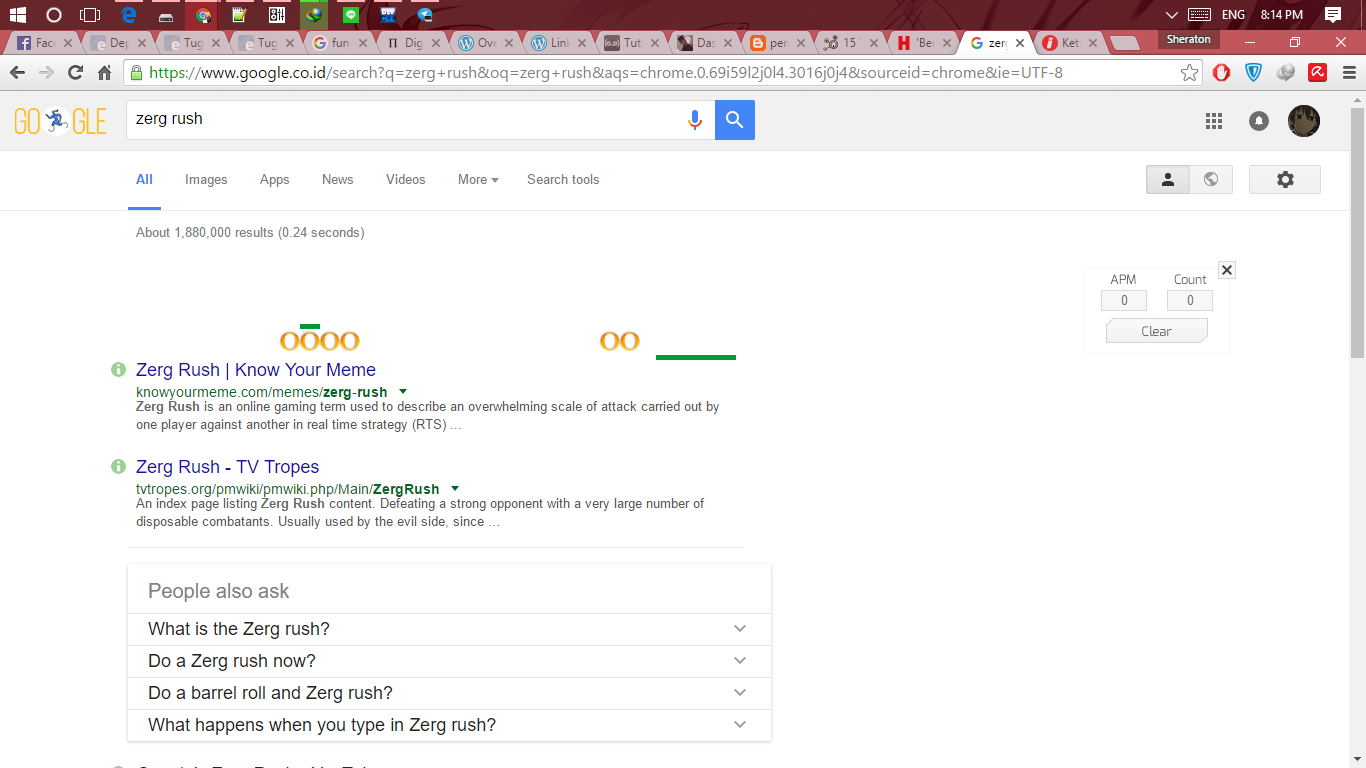 ENG 8:14 PM
Fac
Dep
Tug
Tug
fun
Dig
Ove
Link
Tut
Das
per
15
'Ber
zerg
Ket
Sheraton
https://www.google.co.id/search?q=zerg+rush&oq=zerg+rush&aqs=chrome.0.69i59l2j0l4.3016j0j4&sourceid=chrome&ie=UTF-8
GO GLE
zerg rush
All Images Apps News Videos More Search tools
About 1,880,000 results (0.24 seconds)
APM Count
0 0
Clear
OOOO OO
Zerg Rush | Know Your Meme
knowyourmeme.com/memes/zerg-rush
Zerg Rush is an online gaming term used to describe an overwhelming scale of attack carried out by
one player against another in real time strategy (RTS) ...
Zerg Rush - TV Tropes
tvtropes.org/pmwiki/pmwiki.php/Main/ZergRush
An index page listing Zerg Rush content. Defeating a strong opponent with a very large number of
disposable combatants. Usually used by the evil side, since ...
People also ask
What is the Zerg rush?
Do a Zerg rush now?
Do a barrel roll and Zerg rush?
What happens when you type in Zerg rush?